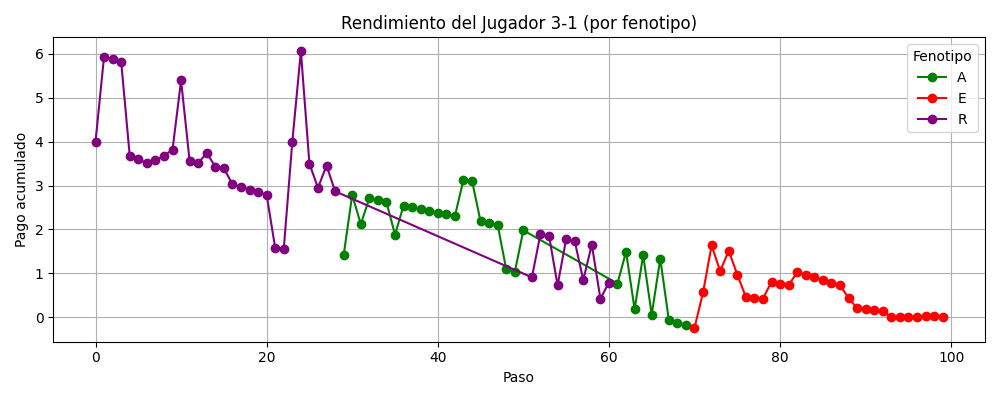 Rendimiento del Jugador 3-1 (por fenotipo)
Pago acumulado
6
5
4
3
2
1
0
0 20 40 60 80 100
Paso
Fenotipo
A
E
R